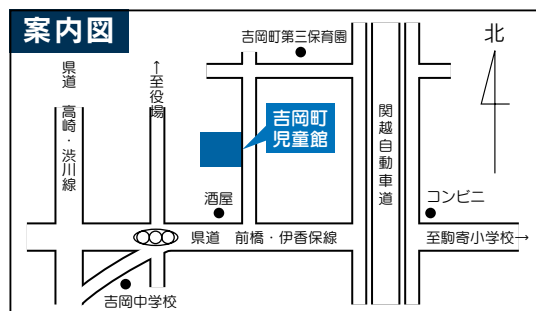 案内図
吉岡町第三保育園
北
県道 高崎・渋川線
↑至役場
吉岡町
児童館
関越自動車道
酒屋
コンビニ
県道 前橋・伊香保線
至駒寄小学校→
吉岡中学校